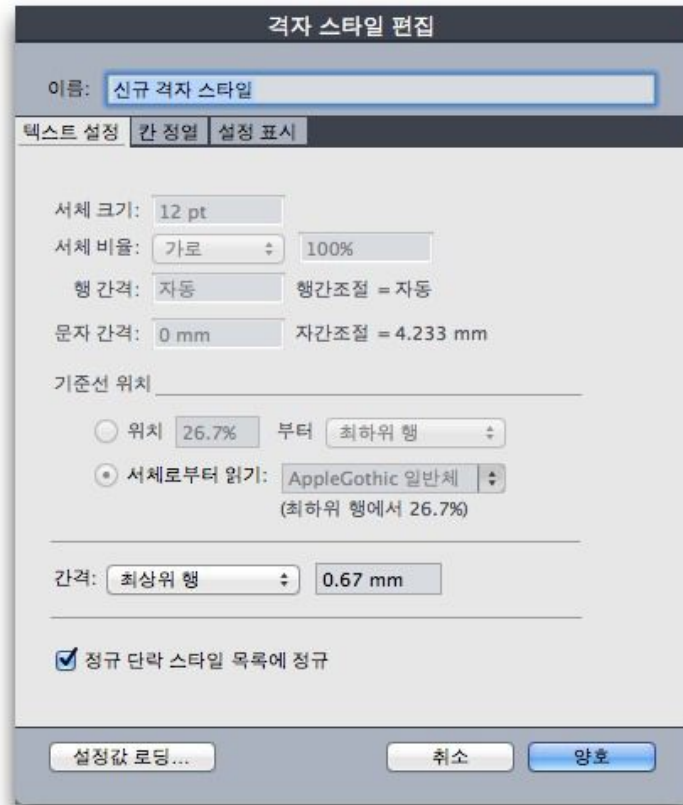 격자 스타일 편집
이름: 신규 격자 스타일
텍스트 설정 칸 정열 설정 표시
서체 크기: 12 pt
서체 비율: 가로 100%
행 간격: 자동 행간조절 = 자동
문자 간격: 0 mm 자간조절 = 4.233 mm
기준선 위치
위치 26.7% 부터 최하위 행
서체로부터 읽기: AppleGothic 일반체
(최하위 행에서 26.7%)
간격: 최상위 행 0.67 mm
정규 단락 스타일 목록에 정규
설정값 로딩... 취소 양호